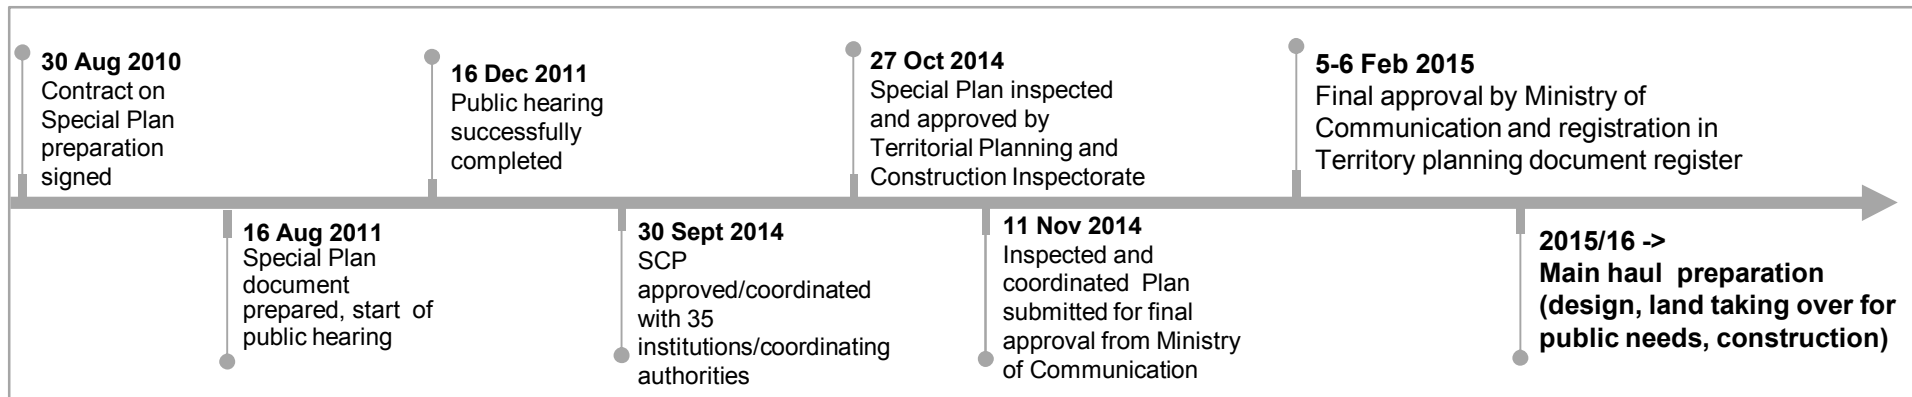 30 Aug 2010
Contract on
Special Plan
preparation
signed
16 Aug 2011
Special Plan
document
prepared, start of
public hearing
16 Dec 2011
Public hearing
successfully
completed
30 Sept 2014
SCP
approved/coordinated
with 35
institutions/coordinating
authorities
27 Oct 2014
Special Plan inspected
and approved by
Territorial Planning and
Construction Inspectorate
11 Nov 2014
Inspected and
coordinated Plan
submitted for final
approval from Ministry
of Communication
5-6 Feb 2015
Final approval by Ministry of
Communication and registration in
Territory planning document register
2015/16 ->
Main haul preparation
(design, land taking over for
public needs, construction)